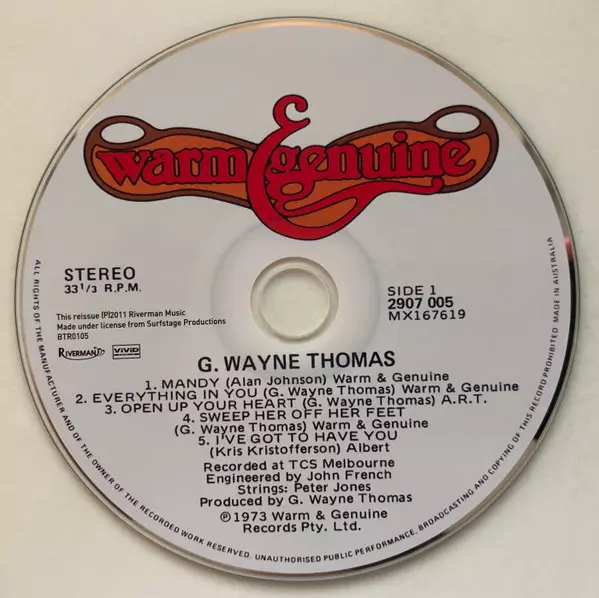 warm & genuine
STEREO
33 1/3 R.P.M.
SIDE 1
2907 005
MX167619
This reissue (P)2011 Riverman Music
Made under license from Surfstage Productions
BTR0105
RIVERMAN
VIVID
G. WAYNE THOMAS
1. MANDY (Alan Johnson) Warm & Genuine
2. EVERYTHING IN YOU (G. Wayne Thomas) Warm & Genuine
3. OPEN UP YOUR HEART (G. Wayne Thomas) A.R.T.
4. SWEEP HER OFF HER FEET
(G. Wayne Thomas) Warm & Genuine
5. I'VE GOT TO HAVE YOU
(Kris Kristofferson) Albert
Recorded at TCS Melbourne
Engineered by John French
Strings: Peter Jones
Produced by G. Wayne Thomas
℗ 1973 Warm & Genuine
Records Pty. Ltd.
ALL RIGHTS OF THE MANUFACTURER AND OF THE OWNER OF THE RECORDED WORK RESERVED. UNAUTHORISED PUBLIC PERFORMANCE, BROADCASTING AND COPYING OF THIS RECORD PROHIBITED. MADE IN AUSTRALIA